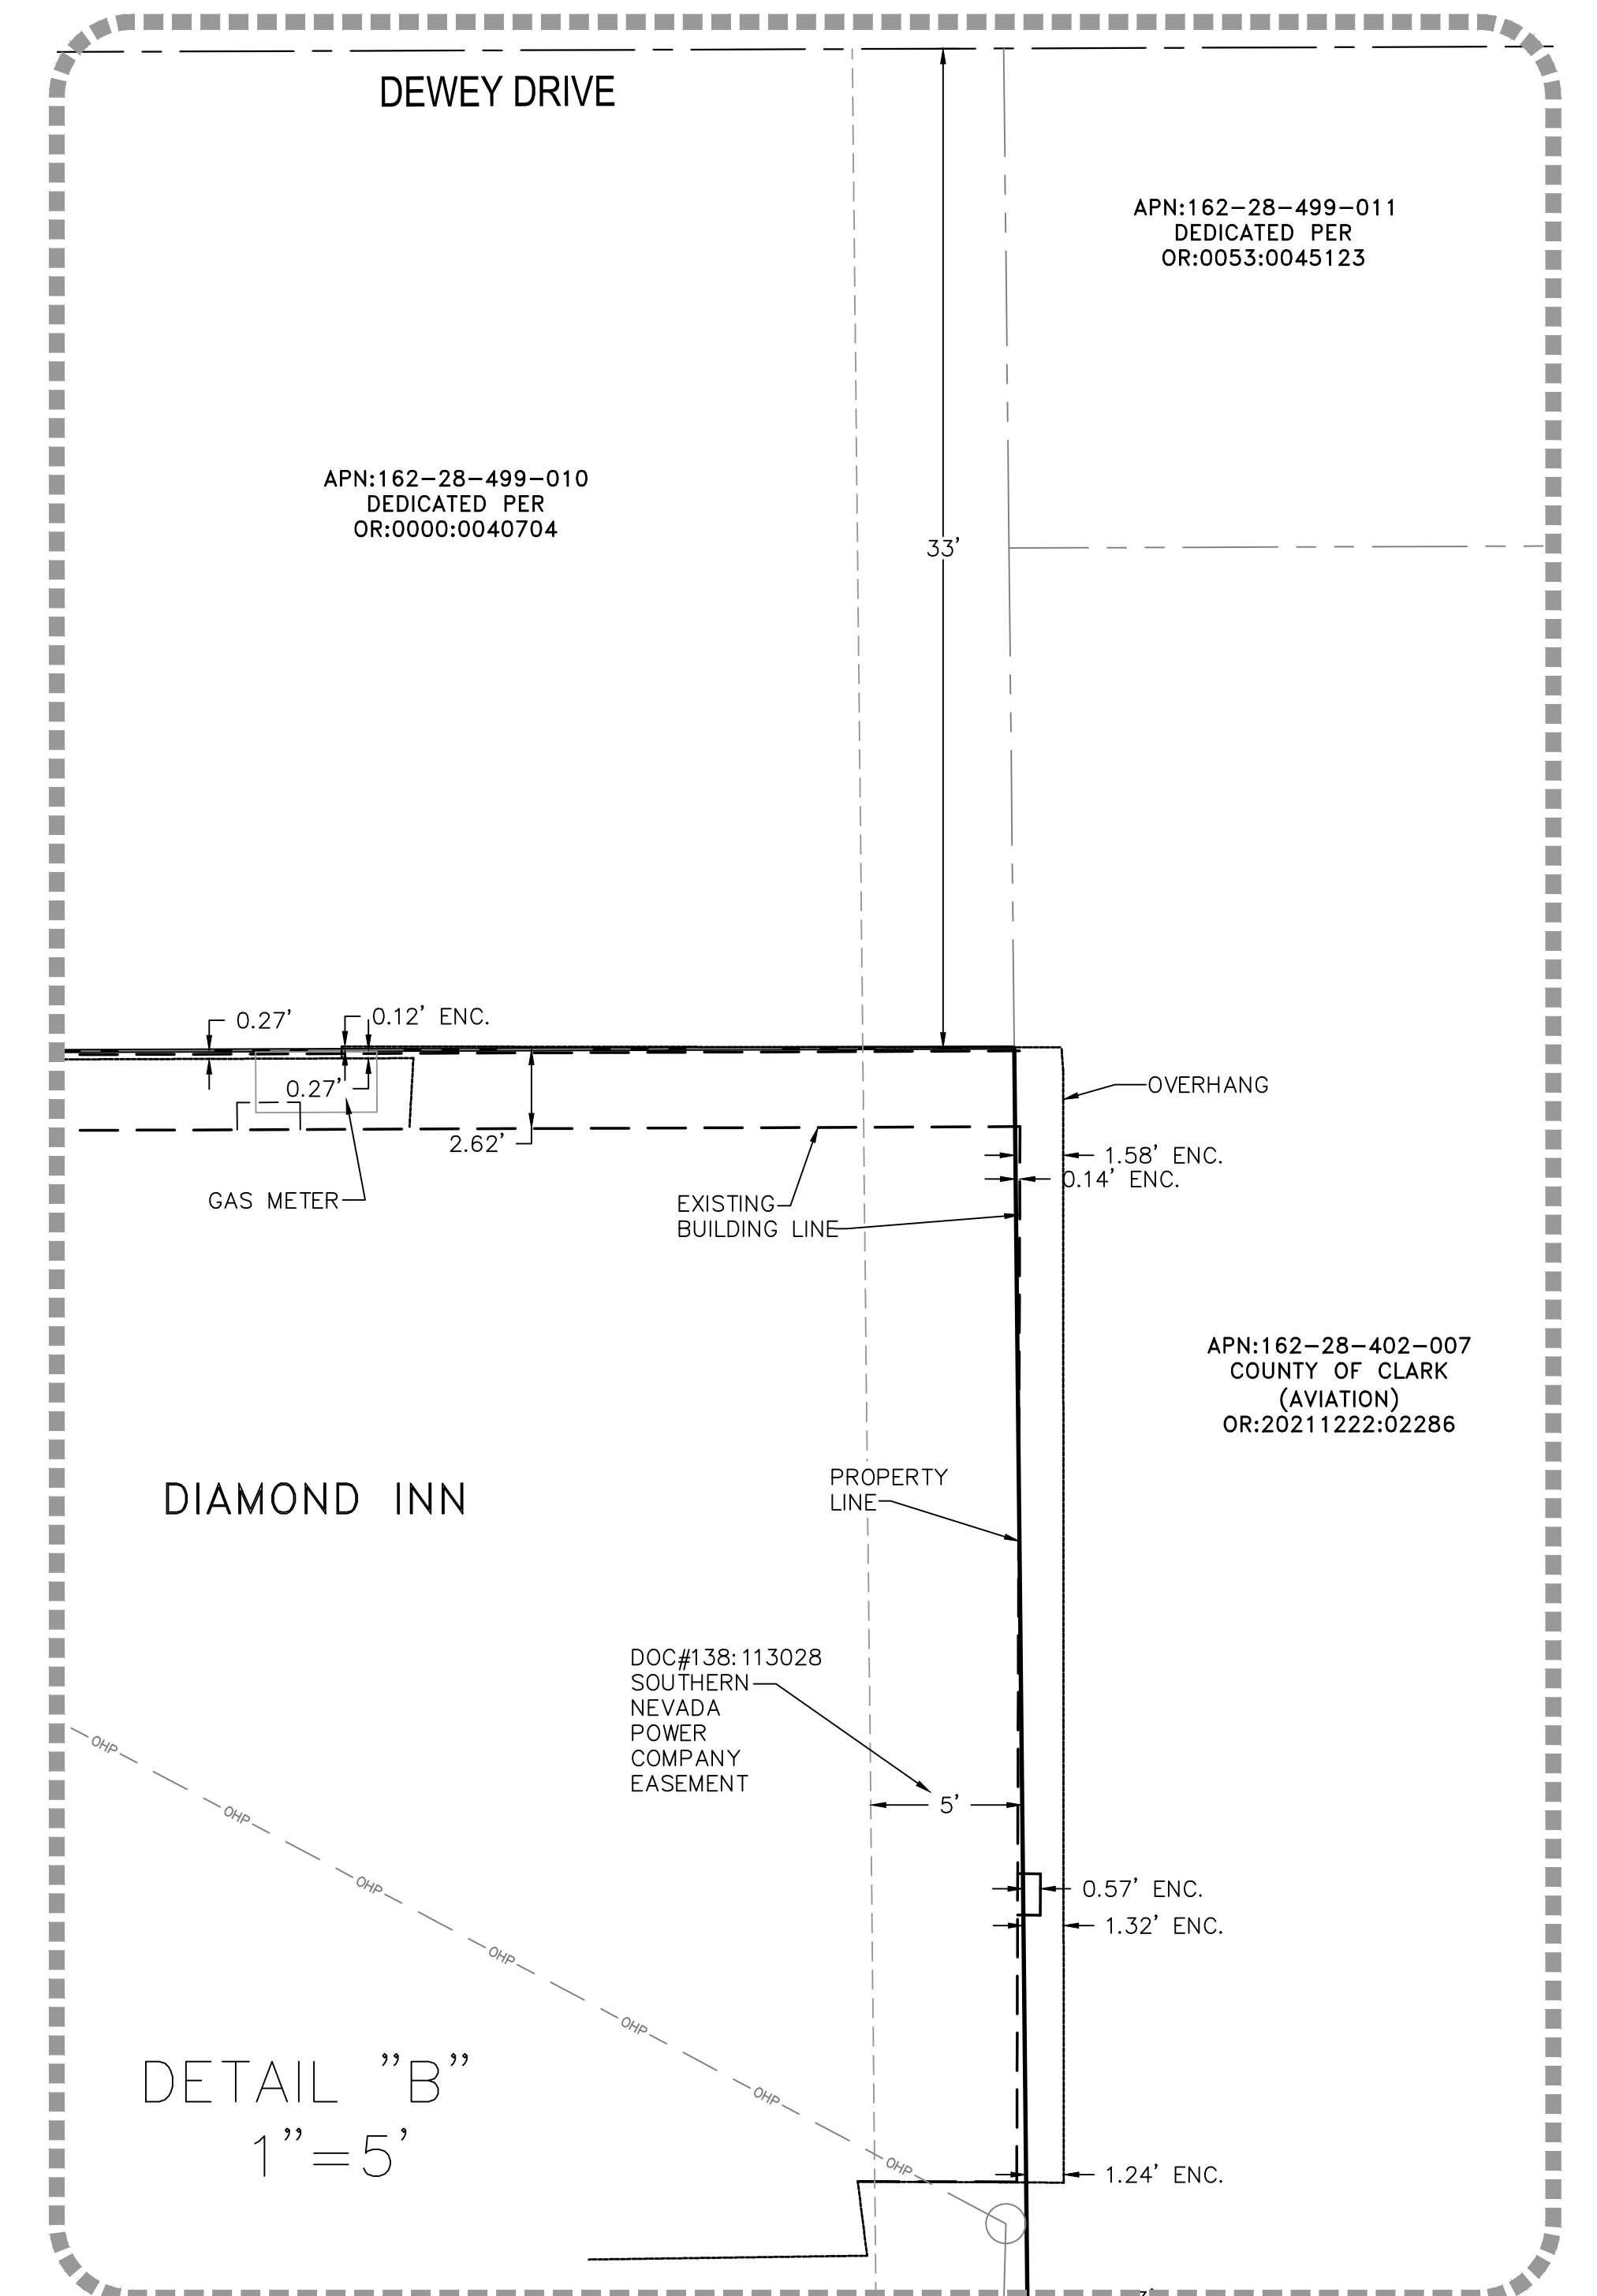 DEWEY DRIVE
APN:162-28-499-011
DEDICATED PER
OR:0053:0045123
APN:162-28-499-010
DEDICATED PER
OR:0000:0040704
33'
0.27'
0.12' ENC.
0.27'
2.62'
GAS METER
OVERHANG
1.58' ENC.
0.14' ENC.
EXISTING
BUILDING LINE
APN:162-28-402-007
COUNTY OF CLARK
(AVIATION)
OR:20211222:02286
DIAMOND INN
PROPERTY
LINE
DOC#138:113028
SOUTHERN
NEVADA
POWER
COMPANY
EASEMENT
5'
OHP
OHP
OHP
OHP
OHP
OHP
OHP
0.57' ENC.
1.32' ENC.
DETAIL "B"
1"=5'
1.24' ENC.